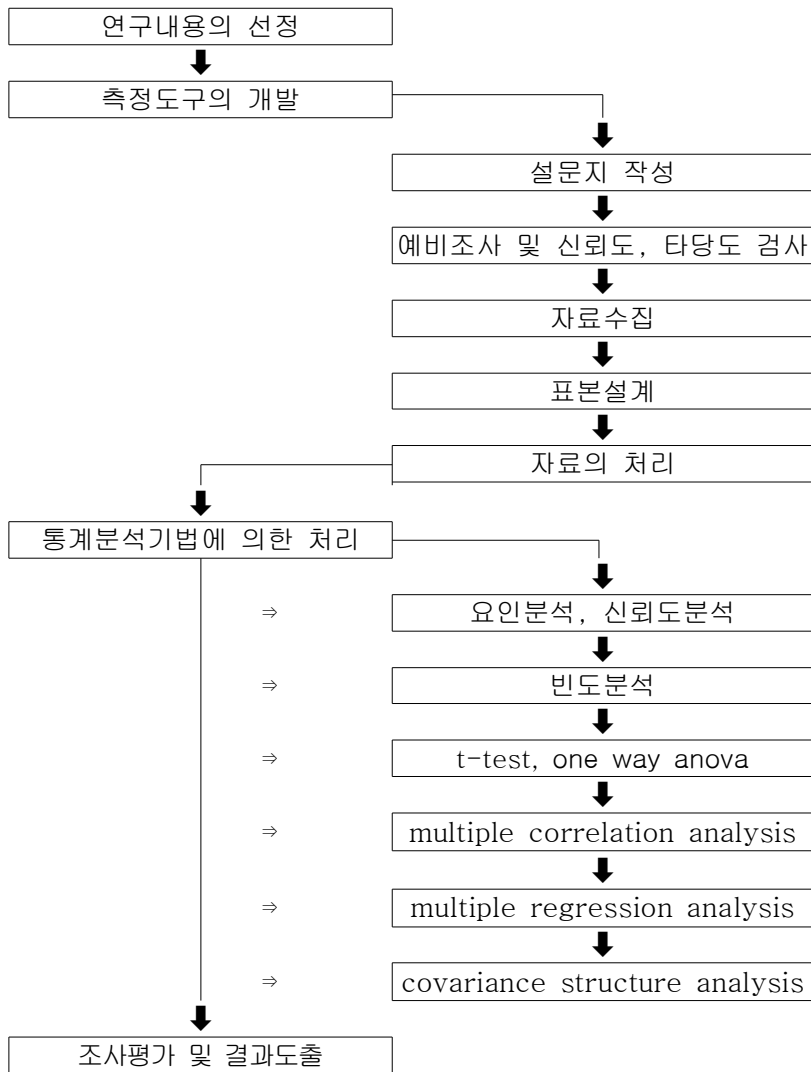 연구내용의 선정
측정도구의 개발
설문지 작성
예비조사 및 신뢰도, 타당도 검사
자료수집
표본설계
자료의 처리
통계분석기법에 의한 처리
⇒ 요인분석, 신뢰도분석
⇒ 빈도분석
⇒ t-test, one way anova
⇒ multiple correlation analysis
⇒ multiple regression analysis
⇒ covariance structure analysis
조사평가 및 결과도출